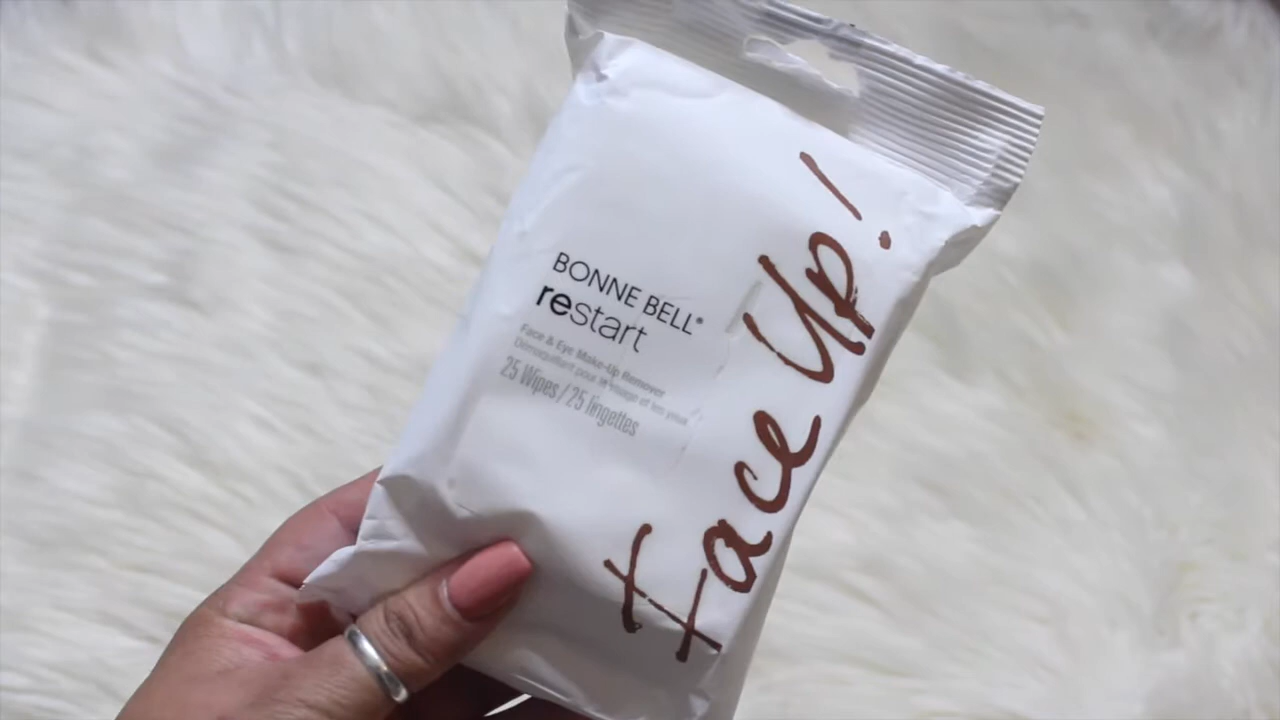 BONNE BELL®
restart
Face & Eye Make-Up Remover
Démaquillant pour le visage et les yeux
25 Wipes / 25 lingettes
Face Up!